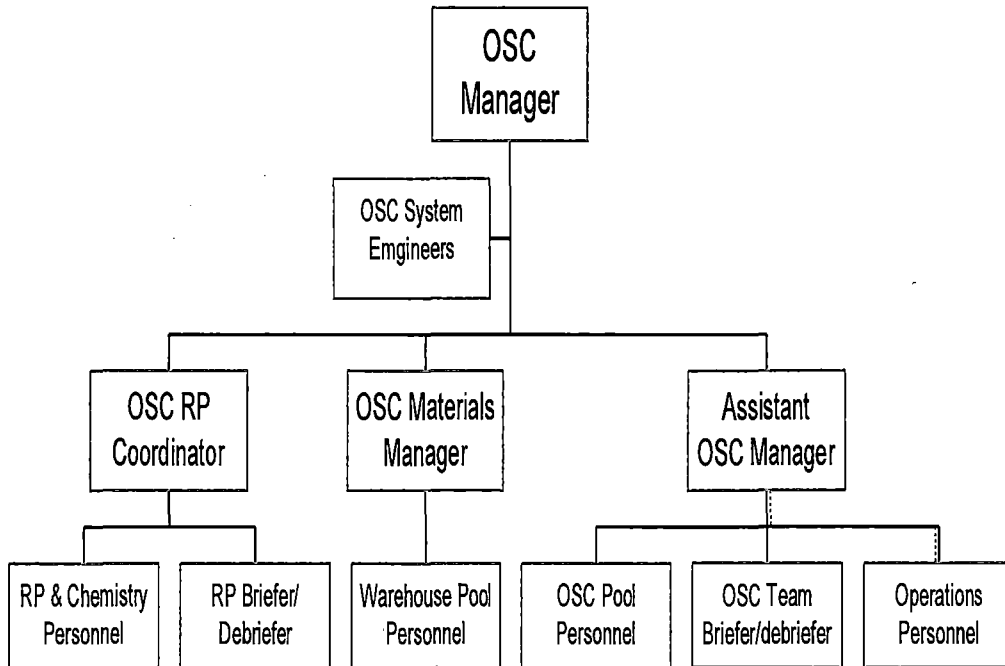 OSC
Manager
OSC System
Emgineers
OSC RP
Coordinator
OSC Materials
Manager
Assistant
OSC Manager
RP & Chemistry
Personnel
RP Briefer/
Debriefer
Warehouse Pool
Personnel
OSC Pool
Personnel
OSC Team
Briefer/debriefer
Operations
Personnel